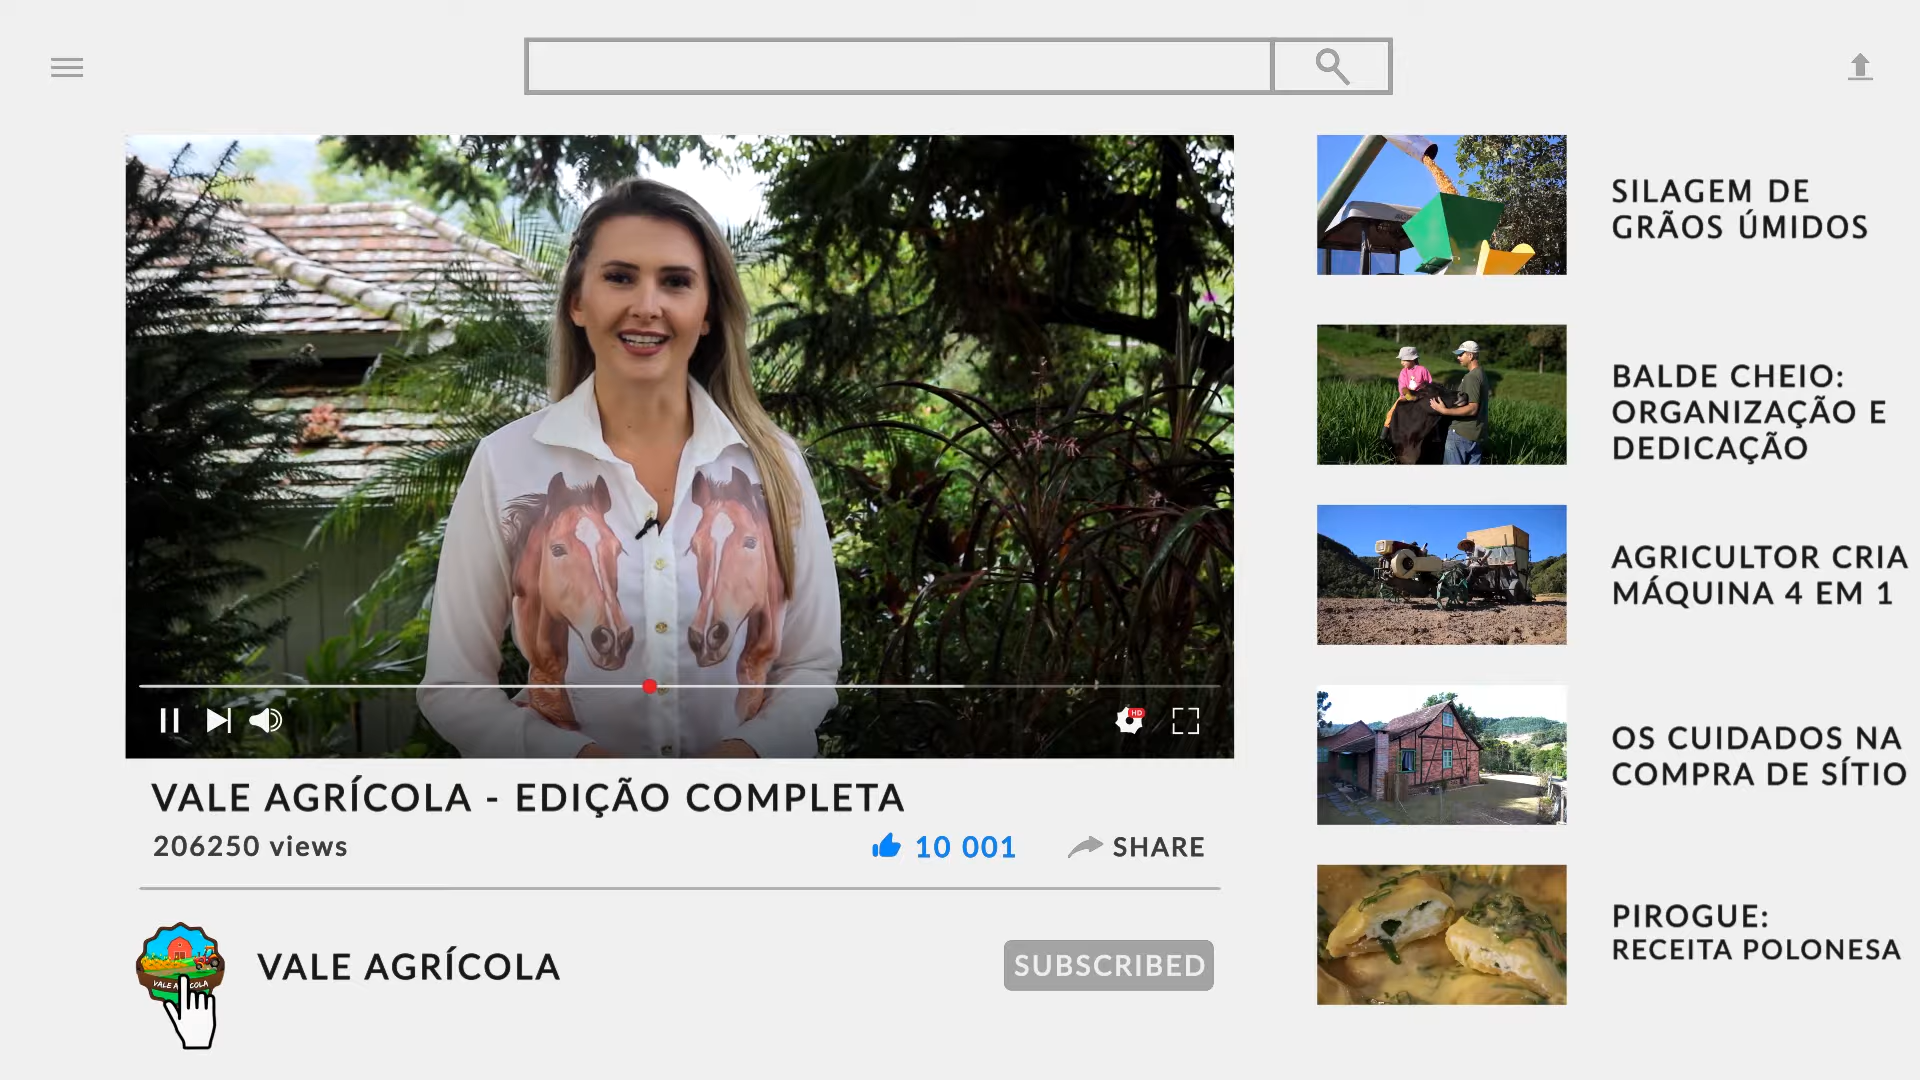 SILAGEM DE
GRÃOS ÚMIDOS
BALDE CHEIO:
ORGANIZAÇÃO E
DEDICAÇÃO
AGRICULTOR CRIA
MÁQUINA 4 EM 1
OS CUIDADOS NA
COMPRA DE SÍTIO
PIROGUE:
RECEITA POLONESA
HD
VALE AGRÍCOLA - EDIÇÃO COMPLETA
206250 views
10 001
SHARE
VALE AGRÍCOLA
SUBSCRIBED